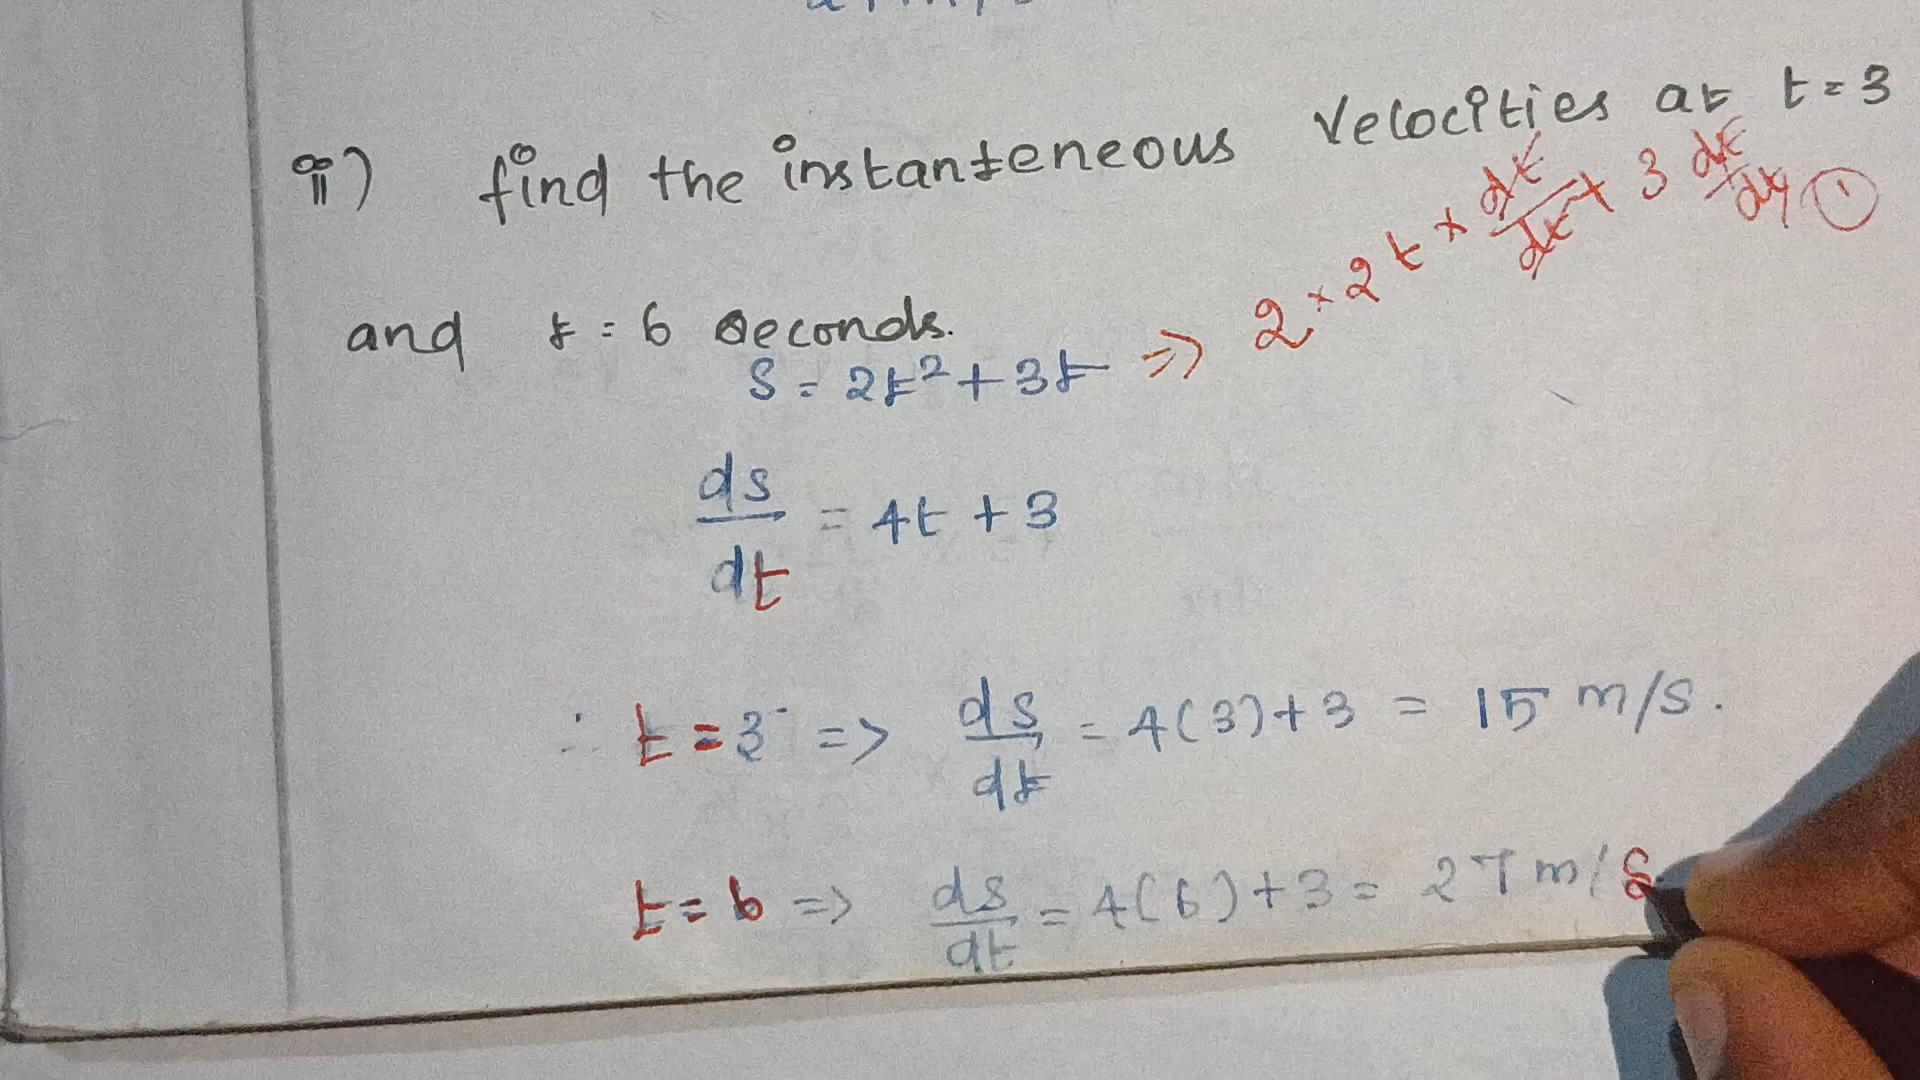 ii) find the instanteneous velocities at t = 3
and t = 6 seconds.
S = 2t² + 3t => 2 × 2t × dt/dt + 3 dt/dt 1
ds/dt = 4t + 3
∴ t = 3 => ds/dt = 4(3) + 3 = 15 m/s.
t = 6 => ds/dt = 4(6) + 3 = 27 m/s